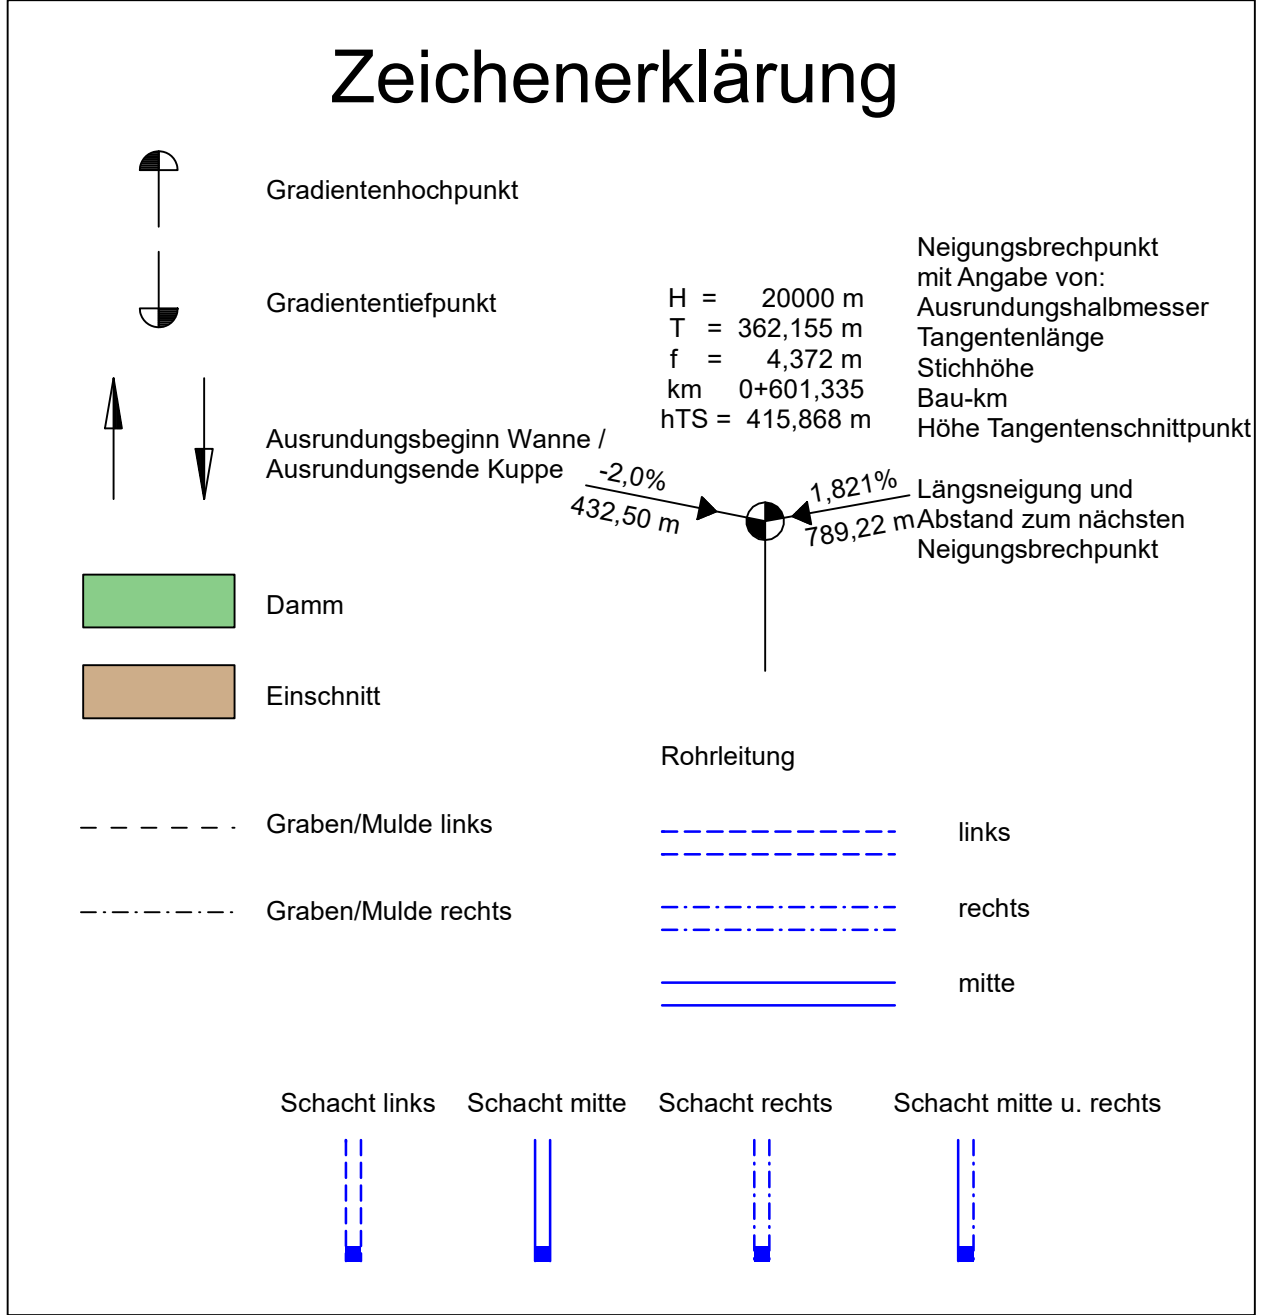 Zeichenerklärung
Gradientenhochpunkt
Gradiententiefpunkt
Ausrundungsbeginn Wanne /
Ausrundungsende Kuppe
H = 20000 m
T = 362,155 m
f = 4,372 m
km 0+601,335
hTS = 415,868 m
Neigungsbrechpunkt
mit Angabe von:
Ausrundungshalbmesser
Tangentenlänge
Stichhöhe
Bau-km
Höhe Tangentenschnittpunkt
-2,0%
432,50 m
1,821%
789,22 m
Längsneigung und
Abstand zum nächsten
Neigungsbrechpunkt
Damm
Einschnitt
Graben/Mulde links
Graben/Mulde rechts
Rohrleitung
links
rechts
mitte
Schacht links
Schacht mitte
Schacht rechts
Schacht mitte u. rechts